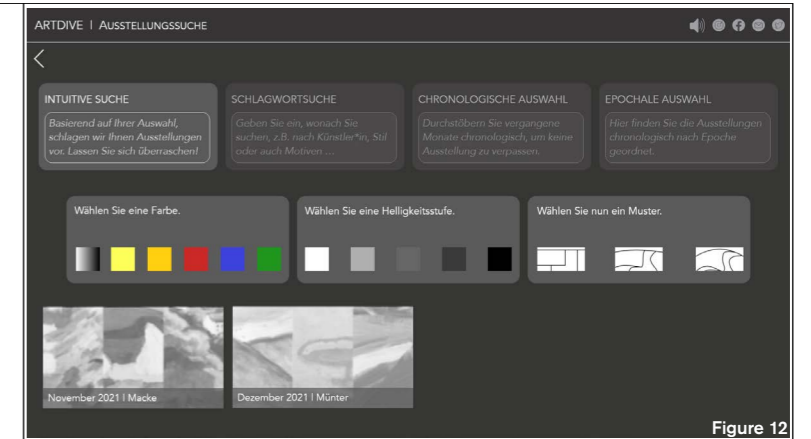 ARTDIVE | AUSSTELLUNGSSUCHE
INTUITIVE SUCHE
Basierend auf Ihrer Auswahl,
schlagen wir Ihnen Ausstellungen
vor. Lassen Sie sich überraschen!
SCHLAGWORTSUCHE
Geben Sie ein, wonach Sie
suchen, z.B. nach Künstler*in, Stil
oder auch Motiven ...
CHRONOLOGISCHE AUSWAHL
Durchstöbern Sie vergangene
Monate chronologisch, um keine
Ausstellung zu verpassen.
EPOCHALE AUSWAHL
Hier finden Sie die Ausstellungen
chronologisch nach Epoche
geordnet.
Wählen Sie eine Farbe.
Wählen Sie eine Helligkeitsstufe.
Wählen Sie nun ein Muster.
November 2021 | Macke
Dezember 2021 | Münter
Figure 12